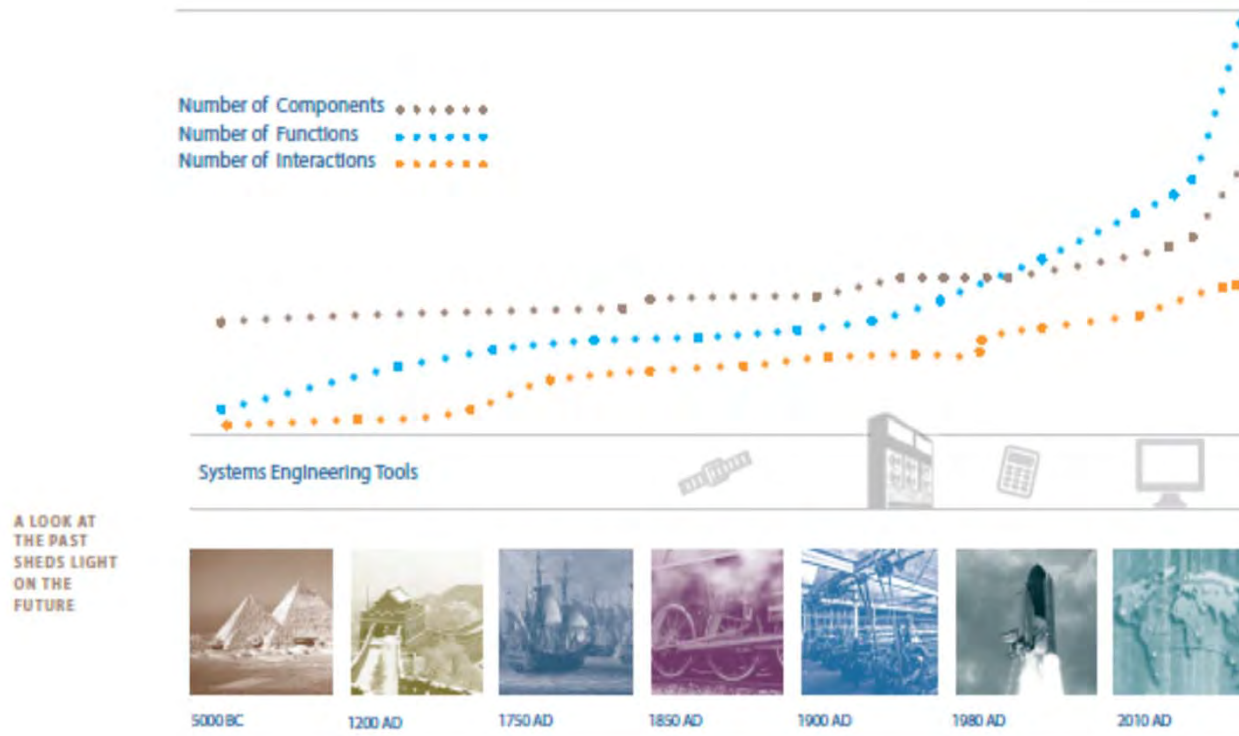 Number of Components
Number of Functions
Number of Interactions
Systems Engineering Tools
A LOOK AT
THE PAST
SHEDS LIGHT
ON THE
FUTURE
5000 BC
1200 AD
1750 AD
1850 AD
1900 AD
1980 AD
2010 AD